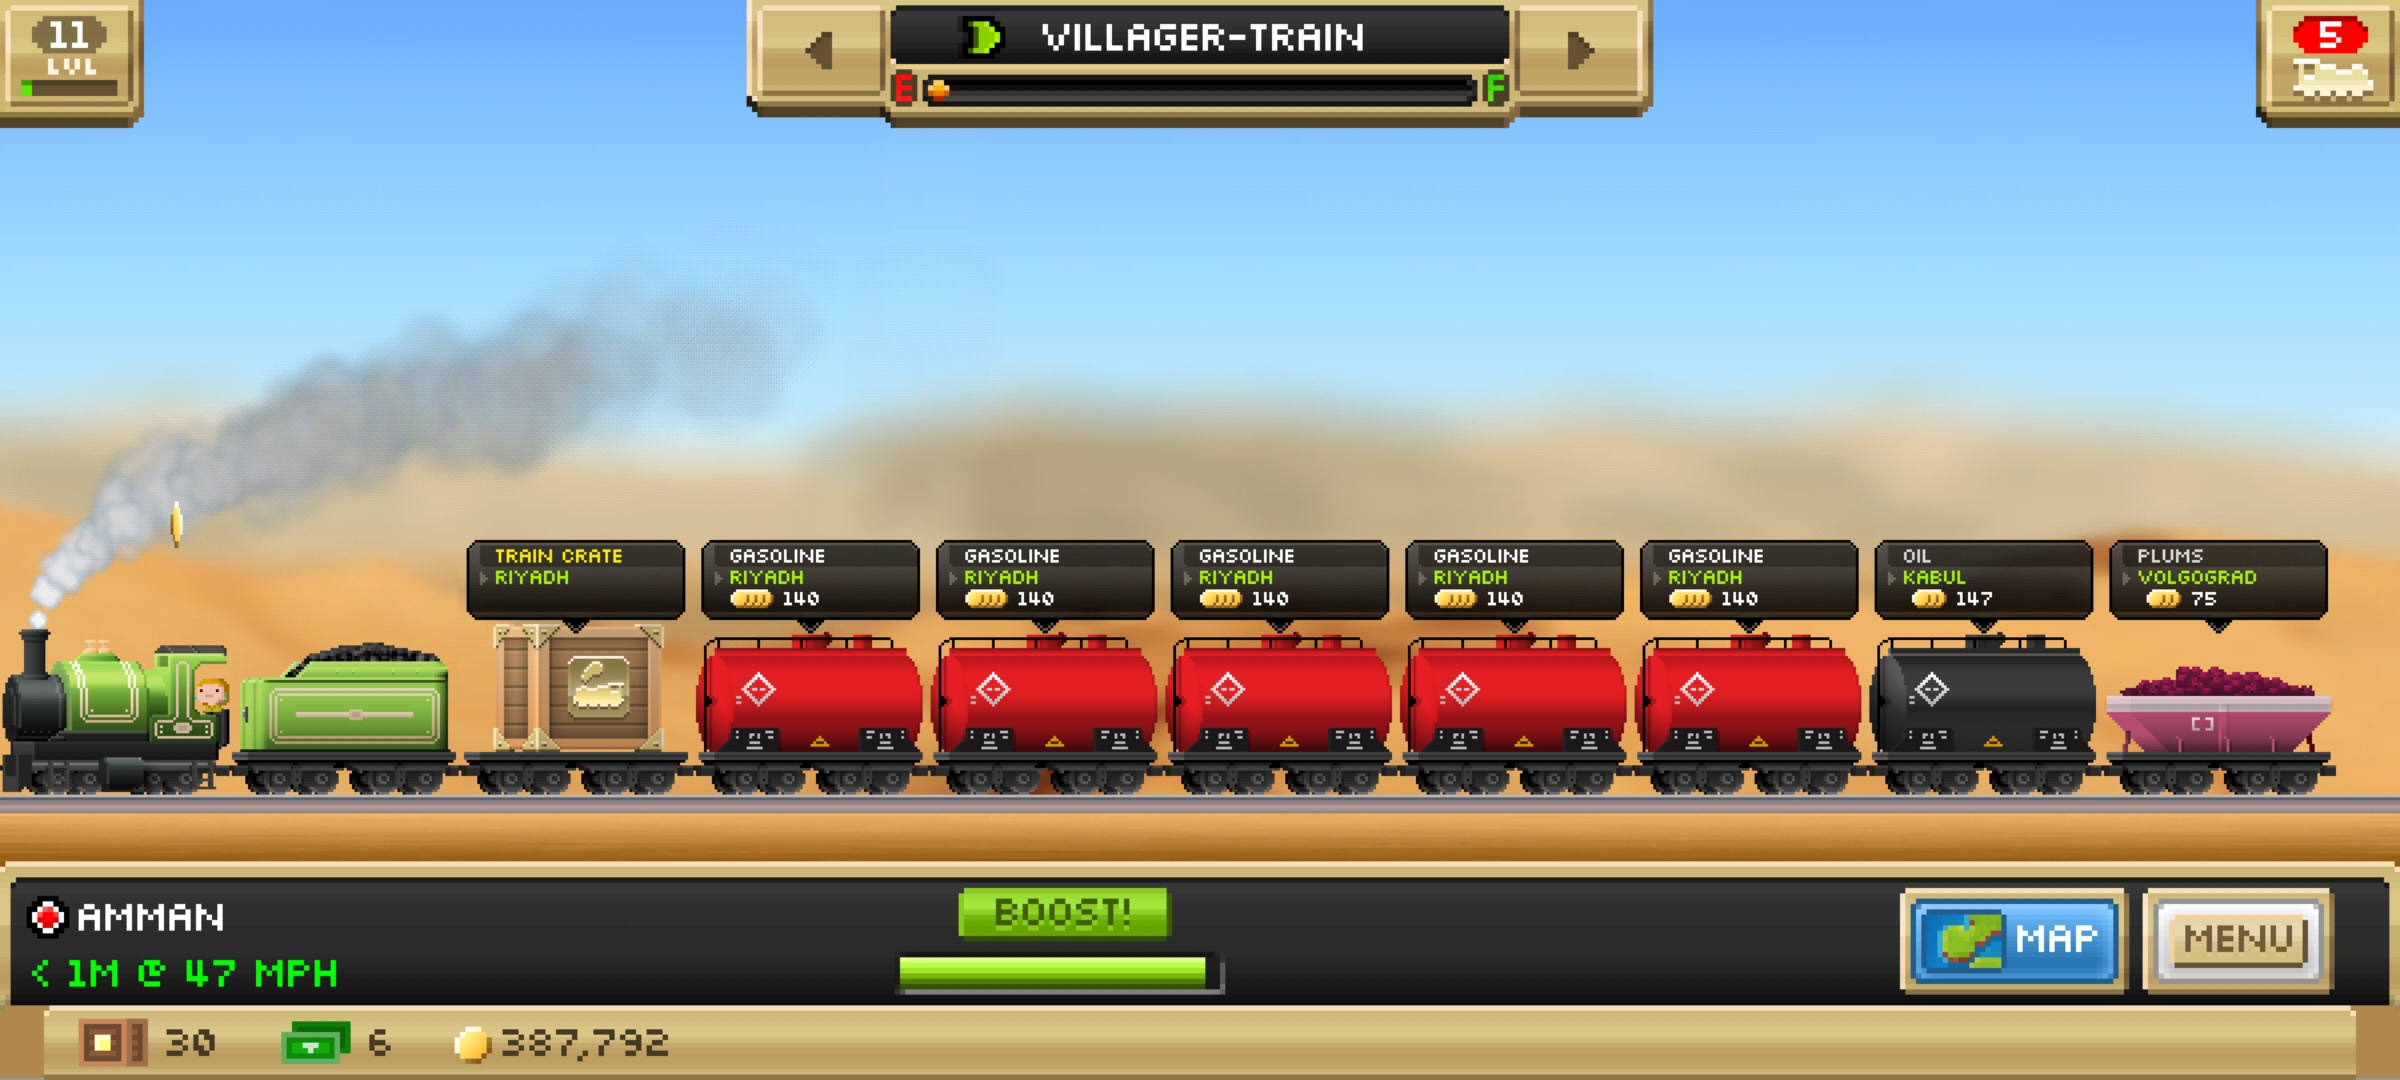 11
LVL
VILLAGER-TRAIN
E F
5
TRAIN CRATE
RIYADH
GASOLINE
RIYADH
140
GASOLINE
RIYADH
140
GASOLINE
RIYADH
140
GASOLINE
RIYADH
140
GASOLINE
RIYADH
140
OIL
KABUL
147
PLUMS
VOLGOGRAD
75
AMMAN
< 1M @ 47 MPH
BOOST!
MAP
MENU
30
6
387,792